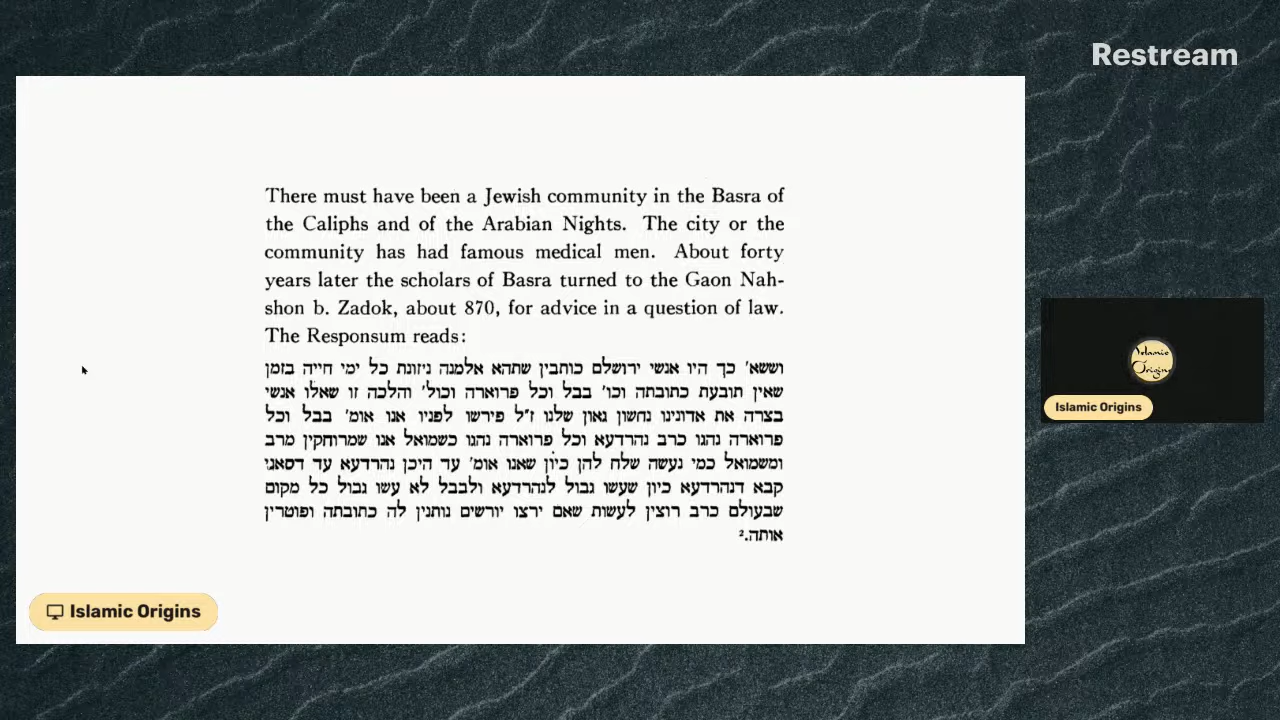 Restream
There must have been a Jewish community in the Basra of
the Caliphs and of the Arabian Nights. The city or the
community has had famous medical men. About forty
years later the scholars of Basra turned to the Gaon Nah-
shon b. Zadok, about 870, for advice in a question of law.
The Responsum reads:
וששא' כך היו אנשי ירושלם כותבין שתהא אלמנה ניזונת כל ימי חייה בזמן
שאין תובעת כתובתה וכו' בבל וכל פרוארה וכול' והלכה זו שאלו אנשי
בצרה את אדונינו נחשון גאון שלנו ז"ל פירשו לפניו אנו אומ' בבל וכל
פרוארה נהגו כרב נהרדעא וכל פרוארה נהגו כשמואל אנו שמרוחקין מרב
ומשמואל כמי נעשה שלח להן כיון שאנו אומ' עד היכן נהרדעא עד דסאגי
קבא דנהרדעא כיון שעשו גבול לנהרדעא ולבבל לא עשו גבול כל מקום
שבעולם כרב רוצין לעשות שאם ירצו יורשים נותנין לה כתובתה ופוטרין
אותה.²
Islamic Origins
Islamic
Origins
Islamic Origins